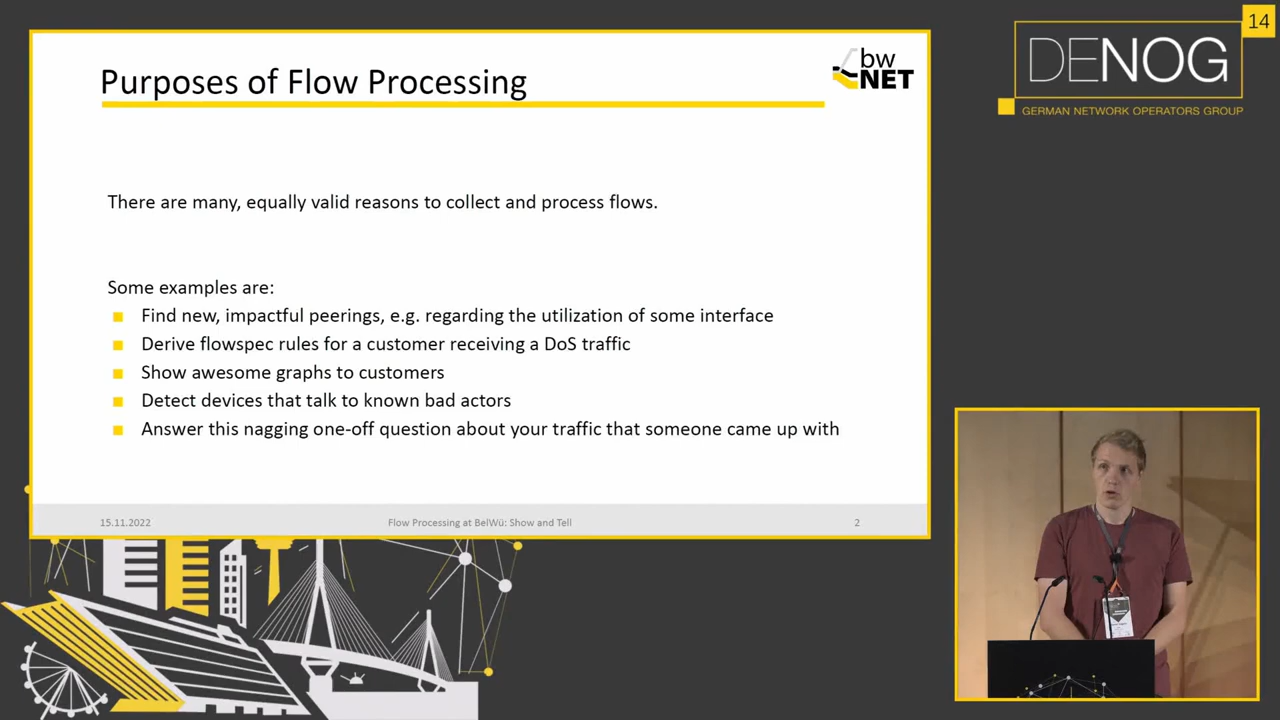 Purposes of Flow Processing
bw
NET
There are many, equally valid reasons to collect and process flows.
Some examples are:
Find new, impactful peerings, e.g. regarding the utilization of some interface
Derive flowspec rules for a customer receiving a DoS traffic
Show awesome graphs to customers
Detect devices that talk to known bad actors
Answer this nagging one-off question about your traffic that someone came up with
15.11.2022
Flow Processing at BelWü: Show and Tell
2
14
DENOG
GERMAN NETWORK OPERATORS GROUP